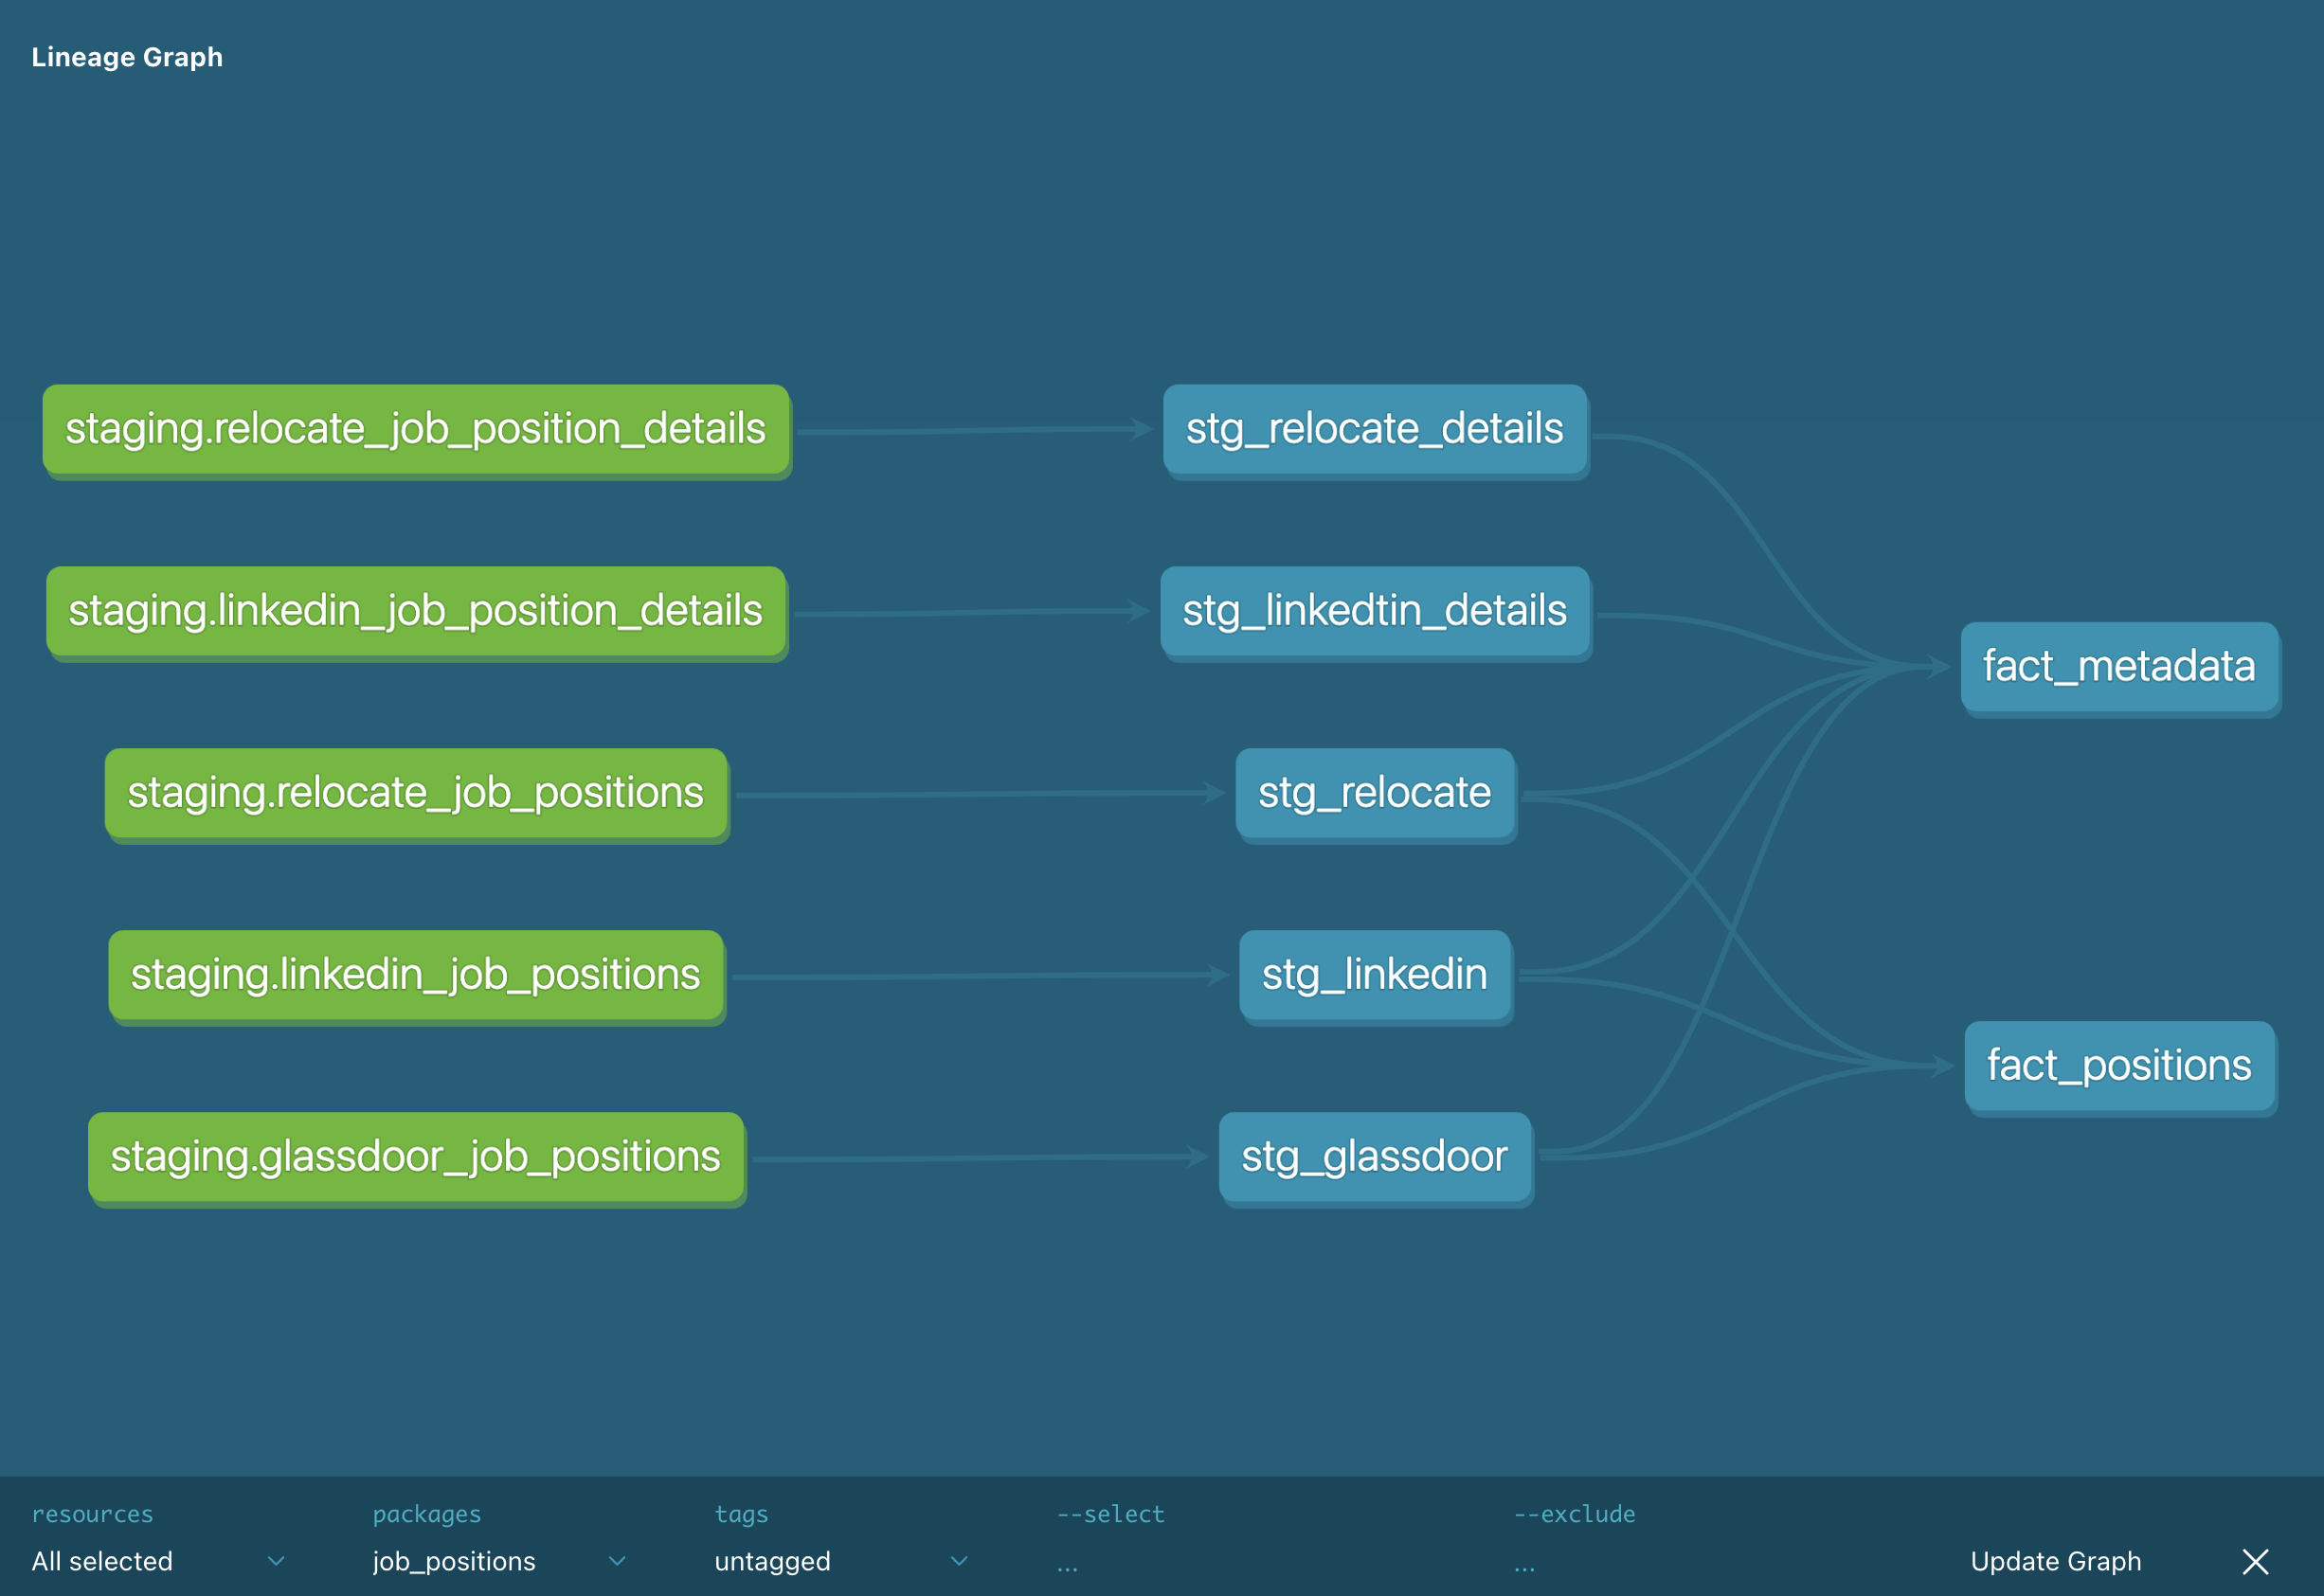 Lineage Graph
staging.relocate_job_position_details
stg_relocate_details
staging.linkedin_job_position_details
stg_linkedtin_details
fact_metadata
staging.relocate_job_positions
stg_relocate
staging.linkedin_job_positions
stg_linkedin
fact_positions
staging.glassdoor_job_positions
stg_glassdoor
resources
packages
tags
--select
--exclude
All selected
job_positions
untagged
...
...
Update Graph